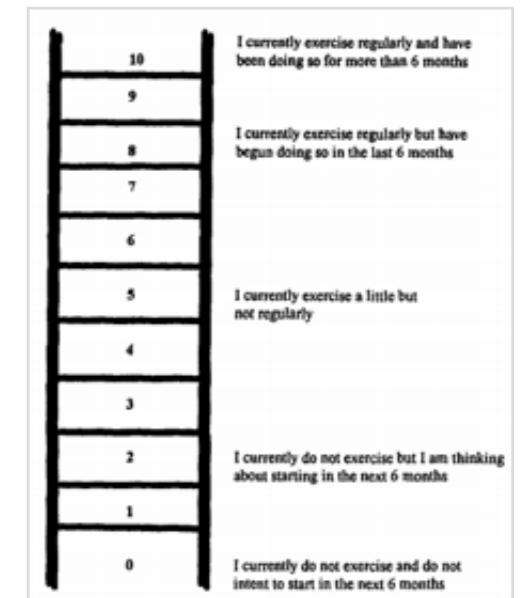 10
I currently exercise regularly and have
been doing so for more than 6 months
9
I currently exercise regularly but have
8
begun doing so in the last 6 months
7
6
5
I currently exercise a little but
not regularly
4
3
2
I currently do not exercise but I am thinking
about starting in the next 6 months
1
0
I currently do not exercise and do not
intent to start in the next 6 months